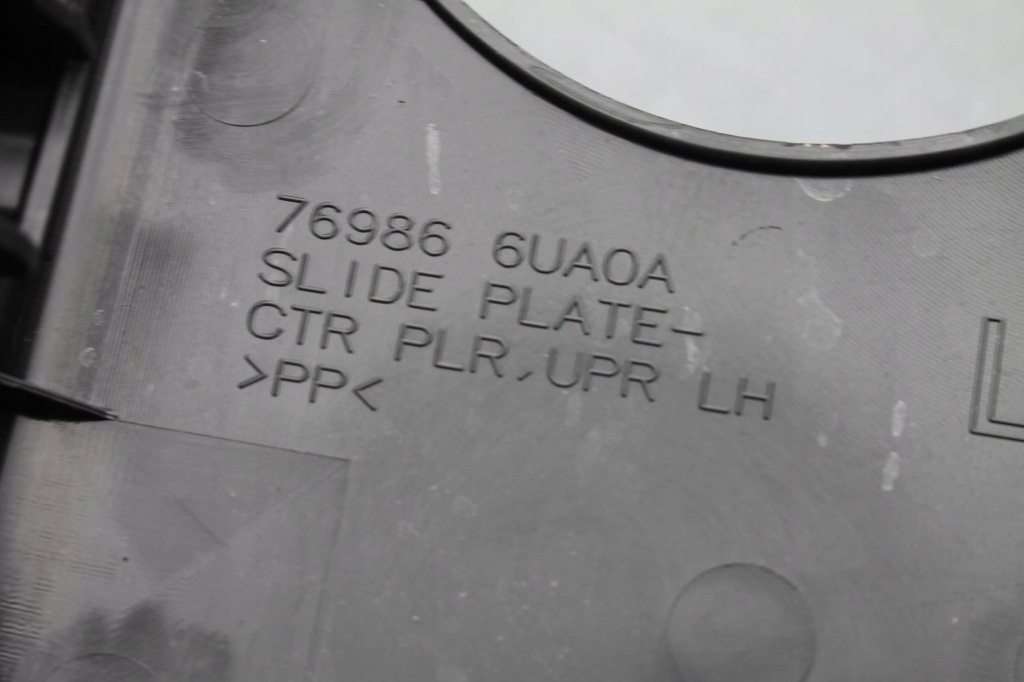 76986 6UA0A
SLIDE PLATE-
CTR PLR,UPR LH
>PP<
L